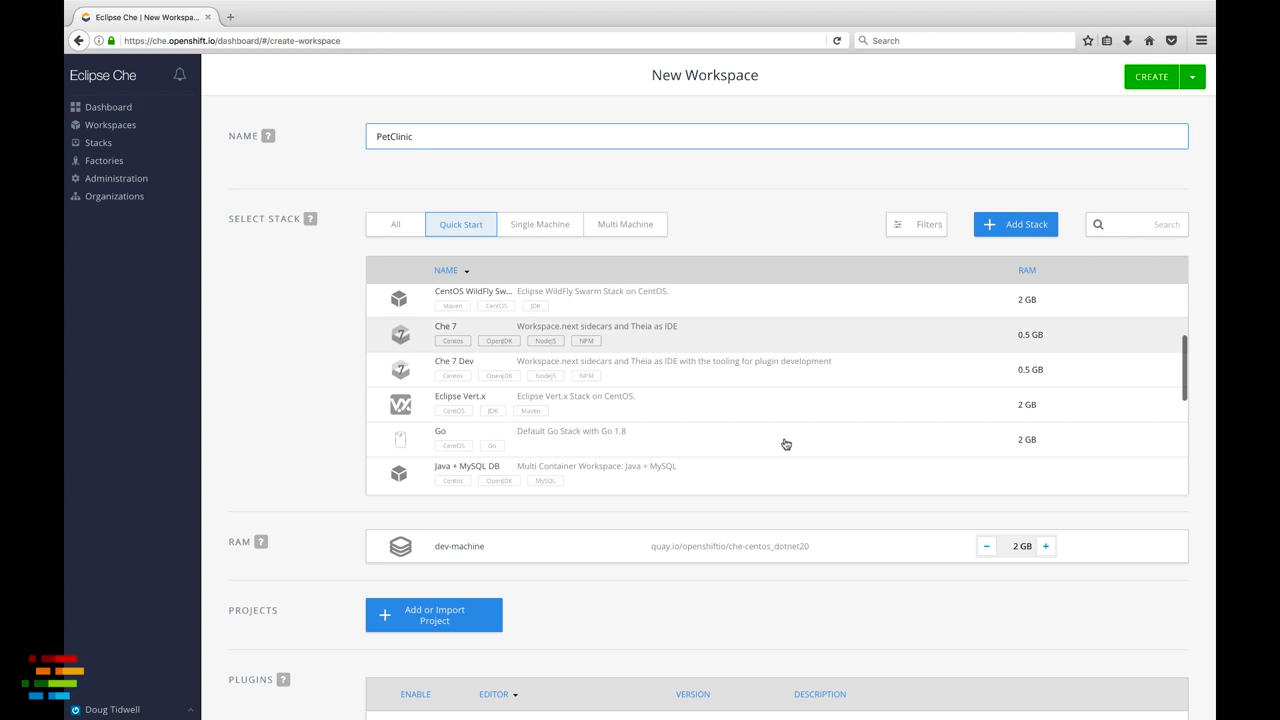 Eclipse Che | New Workspa...
https://che.openshift.io/dashboard/#/create-workspace
Search
Eclipse Che
New Workspace
CREATE
Dashboard
Workspaces
Stacks
Factories
Administration
Organizations
NAME ?
PetClinic
SELECT STACK ?
All
Quick Start
Single Machine
Multi Machine
Filters
Add Stack
Search
NAME
RAM
CentOS WildFly Sw... Eclipse WildFly Swarm Stack on CentOS.
2 GB
Maven CentOS JDK
Che 7 Workspace.next sidecars and Theia as IDE
0.5 GB
Centos OpenJDK NodeJS NPM
Che 7 Dev Workspace.next sidecars and Theia as IDE with the tooling for plugin development
0.5 GB
Centos OpenJDK NodeJS NPM
Eclipse Vert.x Eclipse Vert.x Stack on CentOS.
2 GB
CentOS JDK Maven
Go Default Go Stack with Go 1.8
2 GB
CentOS Go
Java + MySQL DB Multi Container Workspace: Java + MySQL
Centos OpenJDK MySQL
RAM ?
dev-machine quay.io/openshiftio/che-centos_dotnet20
2 GB
PROJECTS
Add or Import
Project
PLUGINS ?
ENABLE EDITOR VERSION DESCRIPTION
Doug Tidwell